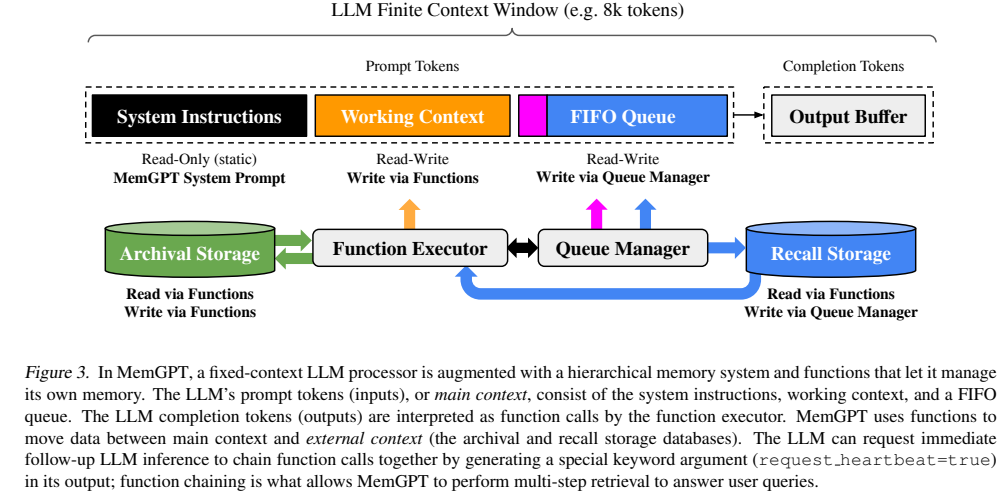 LLM Finite Context Window (e.g. 8k tokens)
Prompt Tokens
Completion Tokens
System Instructions
Working Context
FIFO Queue
Output Buffer
Read-Only (static)
MemGPT System Prompt
Read-Write
Write via Functions
Read-Write
Write via Queue Manager
Archival Storage
Function Executor
Queue Manager
Recall Storage
Read via Functions
Write via Functions
Read via Functions
Write via Queue Manager
Figure 3. In MemGPT, a fixed-context LLM processor is augmented with a hierarchical memory system and functions that let it manage
its own memory. The LLM's prompt tokens (inputs), or main context, consist of the system instructions, working context, and a FIFO
queue. The LLM completion tokens (outputs) are interpreted as function calls by the function executor. MemGPT uses functions to
move data between main context and external context (the archival and recall storage databases). The LLM can request immediate
follow-up LLM inference to chain function calls together by generating a special keyword argument (request_heartbeat=true)
in its output; function chaining is what allows MemGPT to perform multi-step retrieval to answer user queries.